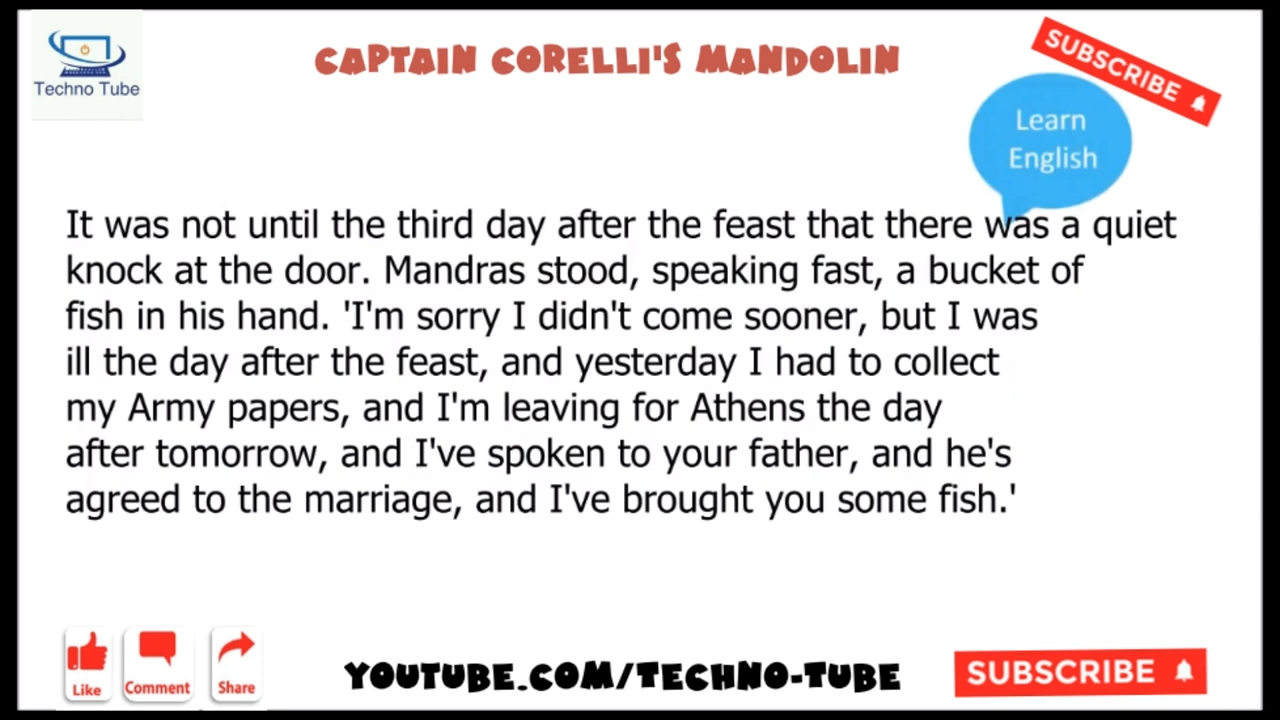 Techno Tube
CAPTAIN CORELLI'S MANDOLIN
SUBSCRIBE
Learn
English
It was not until the third day after the feast that there was a quiet
knock at the door. Mandras stood, speaking fast, a bucket of
fish in his hand. 'I'm sorry I didn't come sooner, but I was
ill the day after the feast, and yesterday I had to collect
my Army papers, and I'm leaving for Athens the day
after tomorrow, and I've spoken to your father, and he's
agreed to the marriage, and I've brought you some fish.'
Like
Comment
Share
YOUTUBE.COM/TECHNO-TUBE
SUBSCRIBE